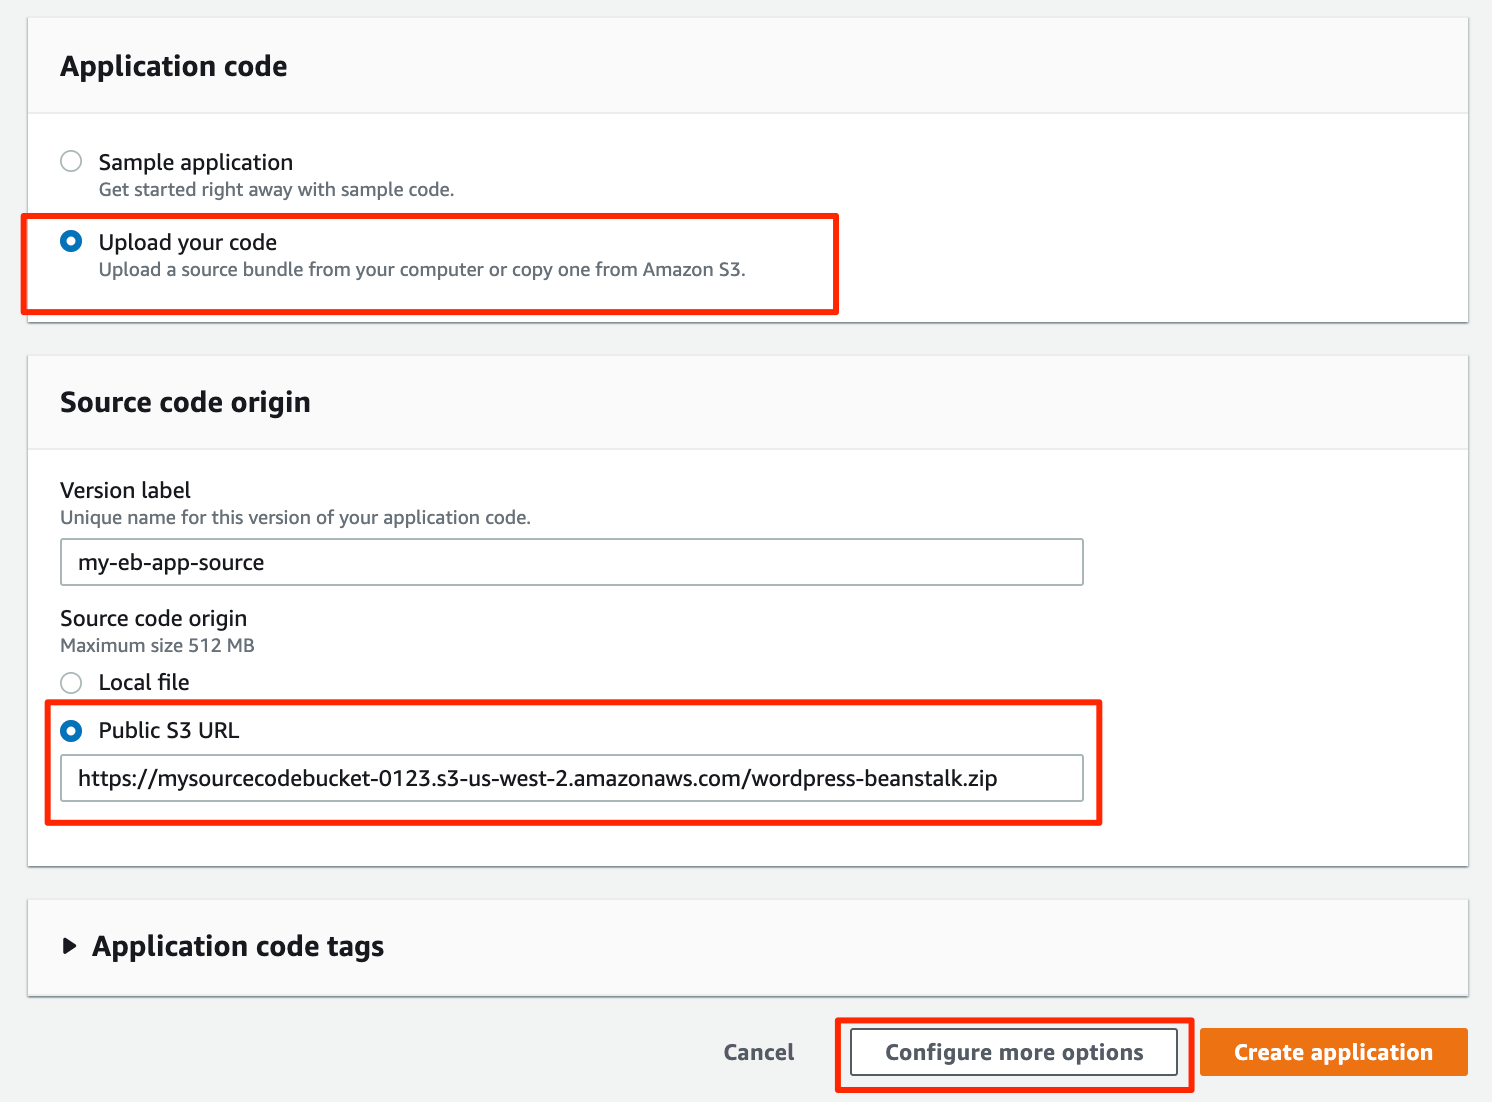 Application code
Sample application
Get started right away with sample code.
Upload your code
Upload a source bundle from your computer or copy one from Amazon S3.
Source code origin
Version label
Unique name for this version of your application code.
my-eb-app-source
Source code origin
Maximum size 512 MB
Local file
Public S3 URL
https://mysourcecodebucket-0123.s3-us-west-2.amazonaws.com/wordpress-beanstalk.zip
Application code tags
Cancel Configure more options Create application